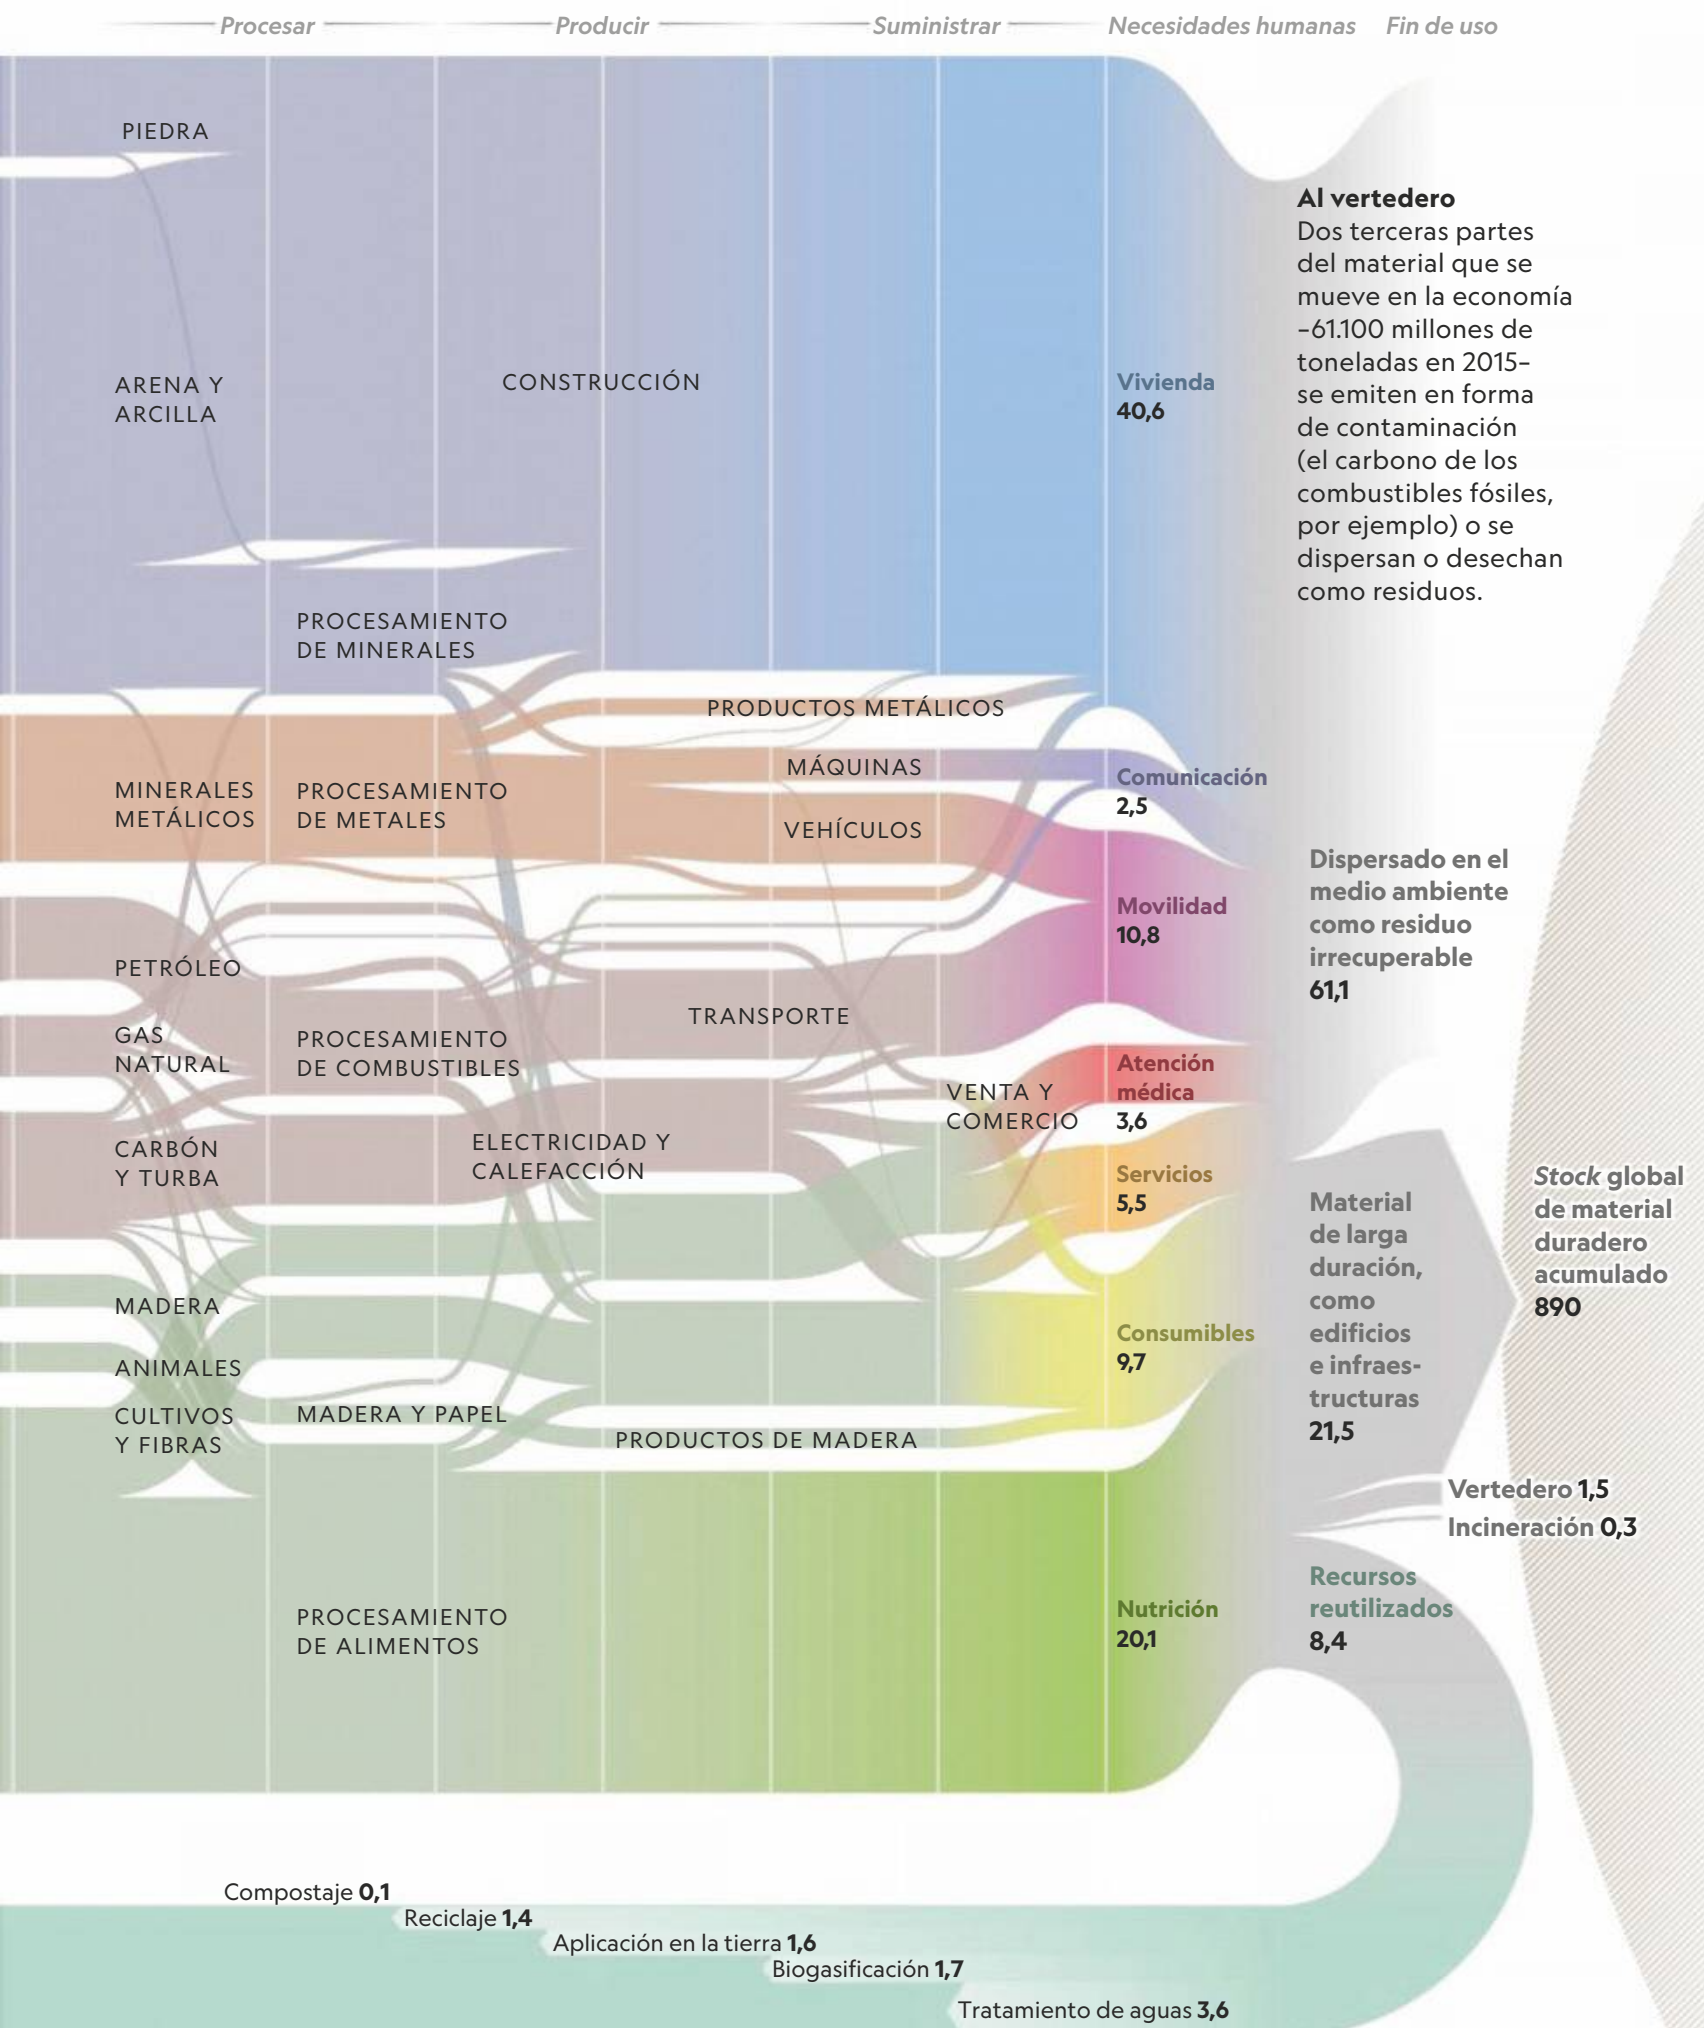 Procesar
Producir
Suministrar
Necesidades humanas
Fin de uso
PIEDRA
ARENA Y
ARCILLA
CONSTRUCCIÓN
Vivienda
40,6
Al vertedero
Dos terceras partes
del material que se
mueve en la economía
–61.100 millones de
toneladas en 2015–
se emiten en forma
de contaminación
(el carbono de los
combustibles fósiles,
por ejemplo) o se
dispersan o desechan
como residuos.
PROCESAMIENTO
DE MINERALES
PRODUCTOS METÁLICOS
MÁQUINAS
MINERALES
METÁLICOS
PROCESAMIENTO
DE METALES
VEHÍCULOS
Comunicación
2,5
Movilidad
10,8
Dispersado en el
medio ambiente
como residuo
irrecuperable
61,1
PETRÓLEO
GAS
NATURAL
PROCESAMIENTO
DE COMBUSTIBLES
TRANSPORTE
VENTA Y
COMERCIO
Atención
médica
3,6
CARBÓN
Y TURBA
ELECTRICIDAD Y
CALEFACCIÓN
Servicios
5,5
Material
de larga
duración,
como
edificios
e infraes-
tructuras
21,5
Stock global
de material
duradero
acumulado
890
MADERA
ANIMALES
CULTIVOS
Y FIBRAS
MADERA Y PAPEL
PRODUCTOS DE MADERA
Consumibles
9,7
Vertedero 1,5
Incineración 0,3
PROCESAMIENTO
DE ALIMENTOS
Nutrición
20,1
Recursos
reutilizados
8,4
Compostaje 0,1
Reciclaje 1,4
Aplicación en la tierra 1,6
Biogasificación 1,7
Tratamiento de aguas 3,6